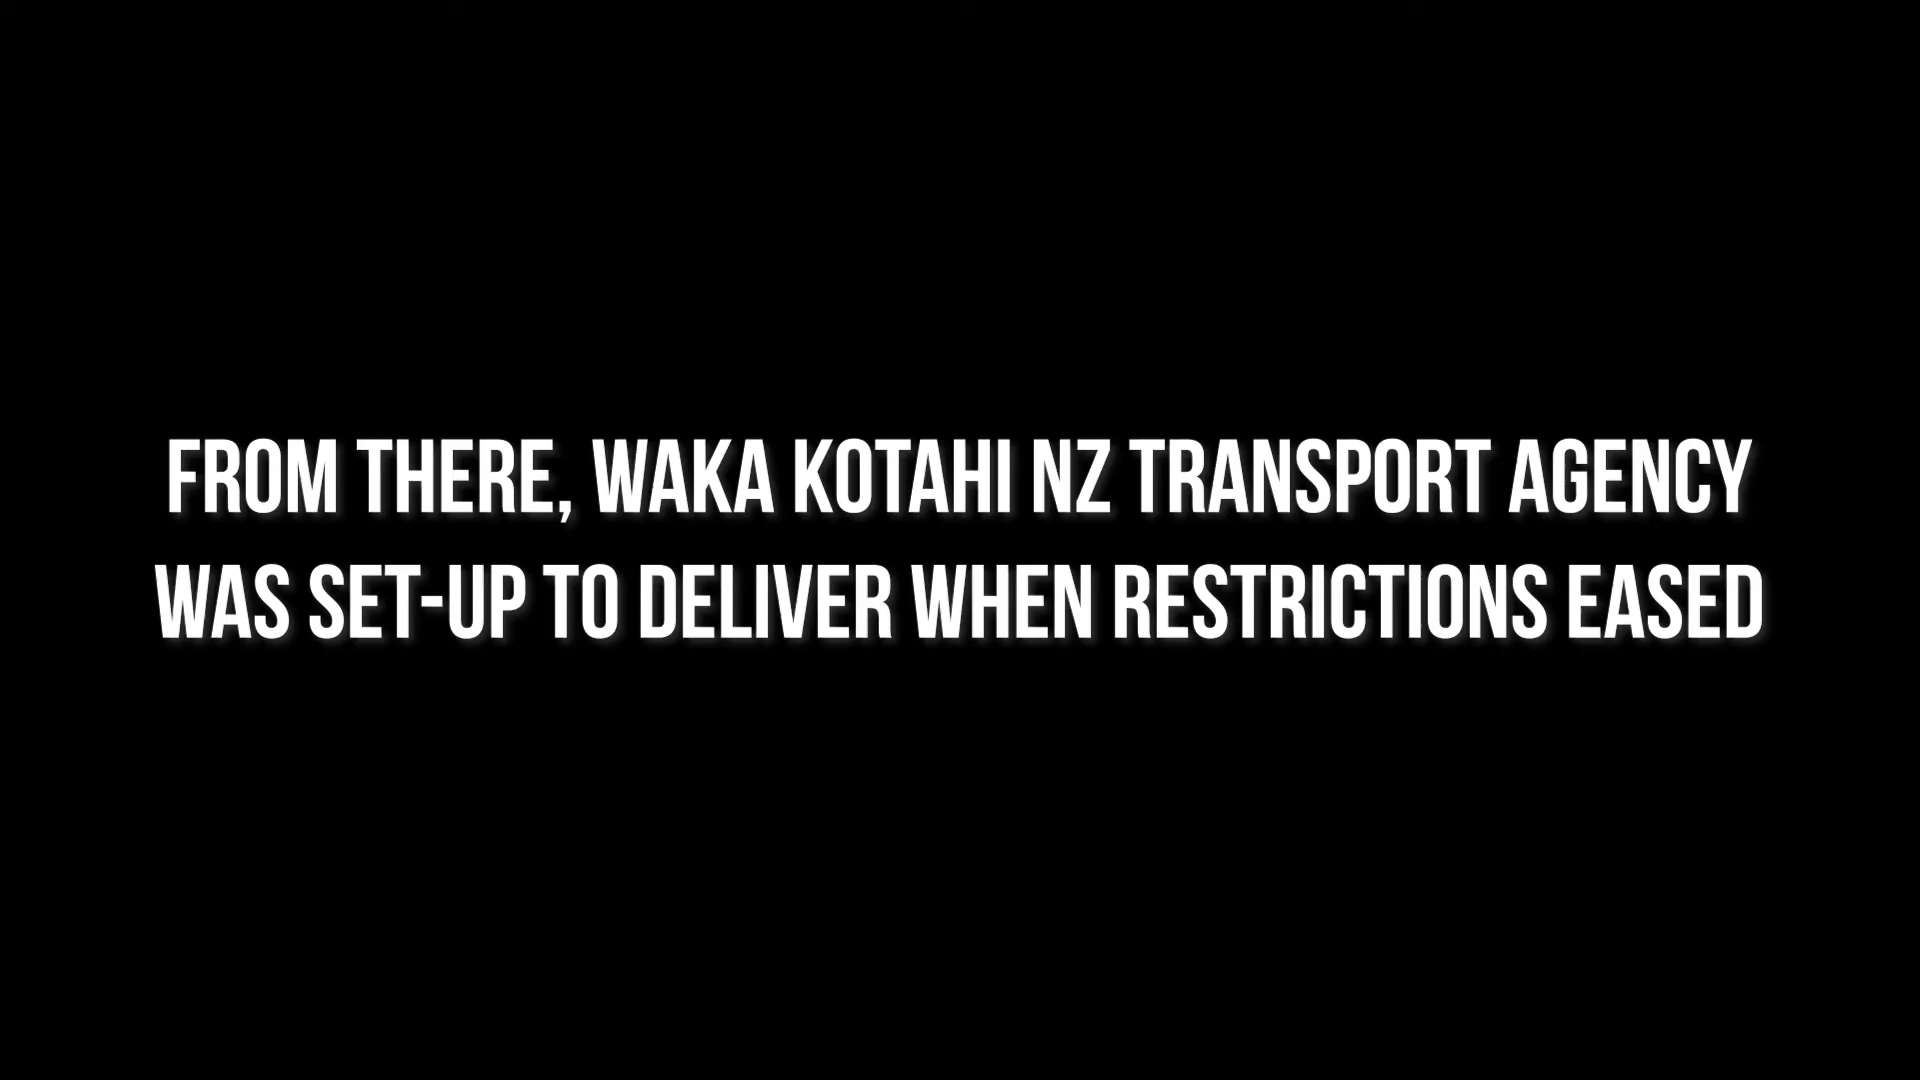 FROM THERE, WAKA KOTAHI NZ TRANSPORT AGENCY
WAS SET-UP TO DELIVER WHEN RESTRICTIONS EASED